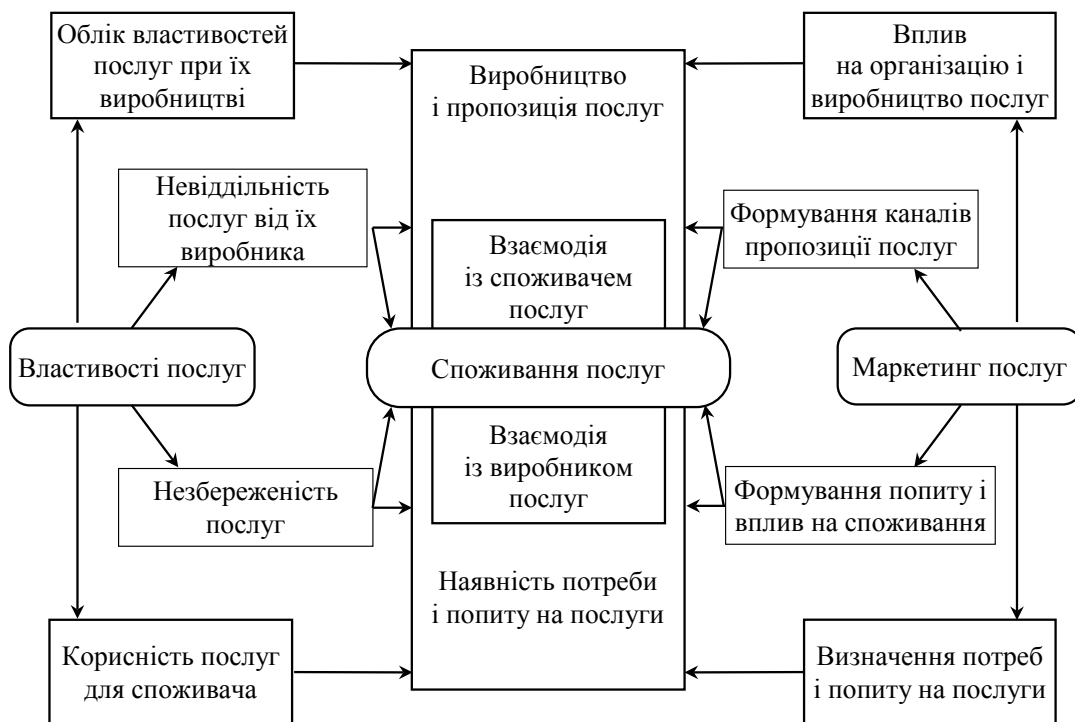 Облік властивостей
послуг при їх
виробництві
Виробництво
і пропозиція послуг
Вплив
на організацію і
виробництво послуг
Невіддільність
послуг від їх
виробника
Взаємодія
із споживачем
послуг
Формування каналів
пропозиції послуг
Властивості послуг
Споживання послуг
Маркетинг послуг
Незбереженість
послуг
Взаємодія
із виробником
послуг
Формування попиту і
вплив на споживання
Наявність потреби
і попиту на послуги
Корисність послуг
для споживача
Визначення потреб
і попиту на послуги